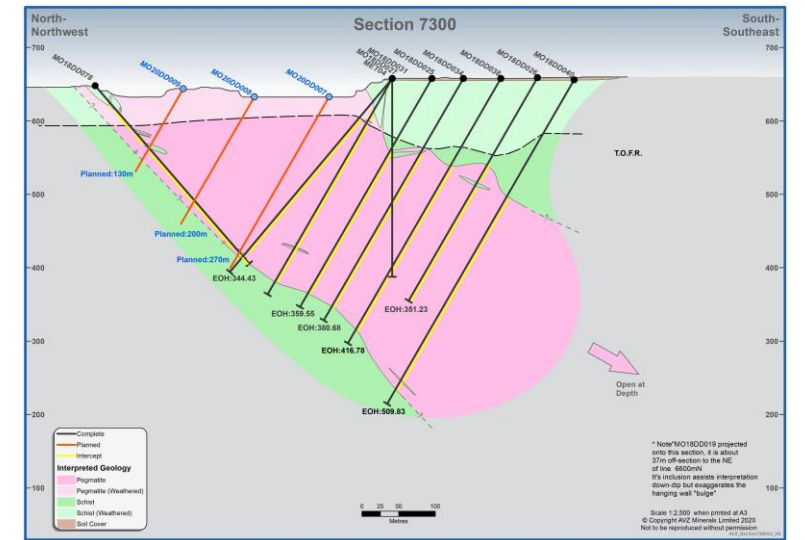 North-
Northwest
Section 7300
South-
Southeast
700
600
500
400
300
200
100
700
600
500
400
300
200
100
MO18DD078
MO20DD009
MO20DD008
MO20DD007
MO18DD031
ME104
MO18DD025
MO18DD034
MO18DD038
MO18DD026
MO18DD040
T.O.F.R.
Planned:130m
Planned:200m
Planned:270m
EOH:344.43
EOH:359.55
EOH:380.68
EOH:416.78
EOH:509.83
EOH:351.23
Open at
Depth
Complete
Planned
Intercept
Interpreted Geology
Pegmatite
Pegmatite (Weathered)
Schist
Schist (Weathered)
Soil Cover
0 25 50 100
Metres
* Note"MO18DD019 projected
onto this section, it is about
37m off-section to the NE
of line 6600mN
It's inclusion assists interpretation
down-dip but exaggerates the
hanging wall "bulge"
Scale 1:2,500 when printed at A3
© Copyright AVZ Minerals Limited 2020
Not to be reproduced without permission